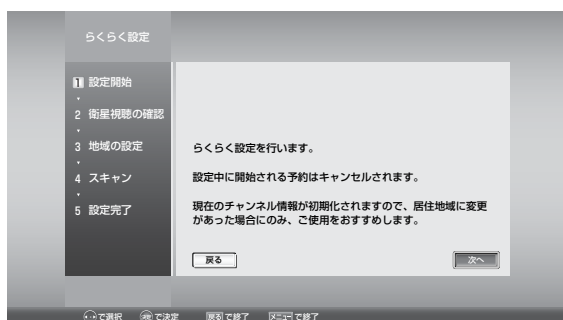 らくらく設定
1 設定開始
2 衛星視聴の確認
3 地域の設定
4 スキャン
5 設定完了
らくらく設定を行います。
設定中に開始される予約はキャンセルされます。
現在のチャンネル情報が初期化されますので、居住地域に変更
があった場合にのみ、ご使用をおすすめします。
戻る 次へ
で選択 決定 で決定 戻る で終了 メニュー で終了